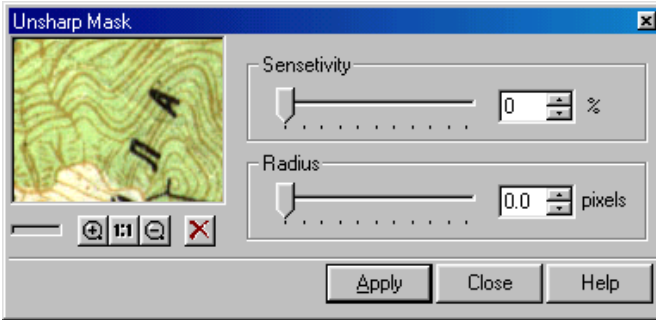 Unsharp Mask
Sensetivity
0 %
А
Л
Radius
0.0 pixels
1:1
Apply Close Help